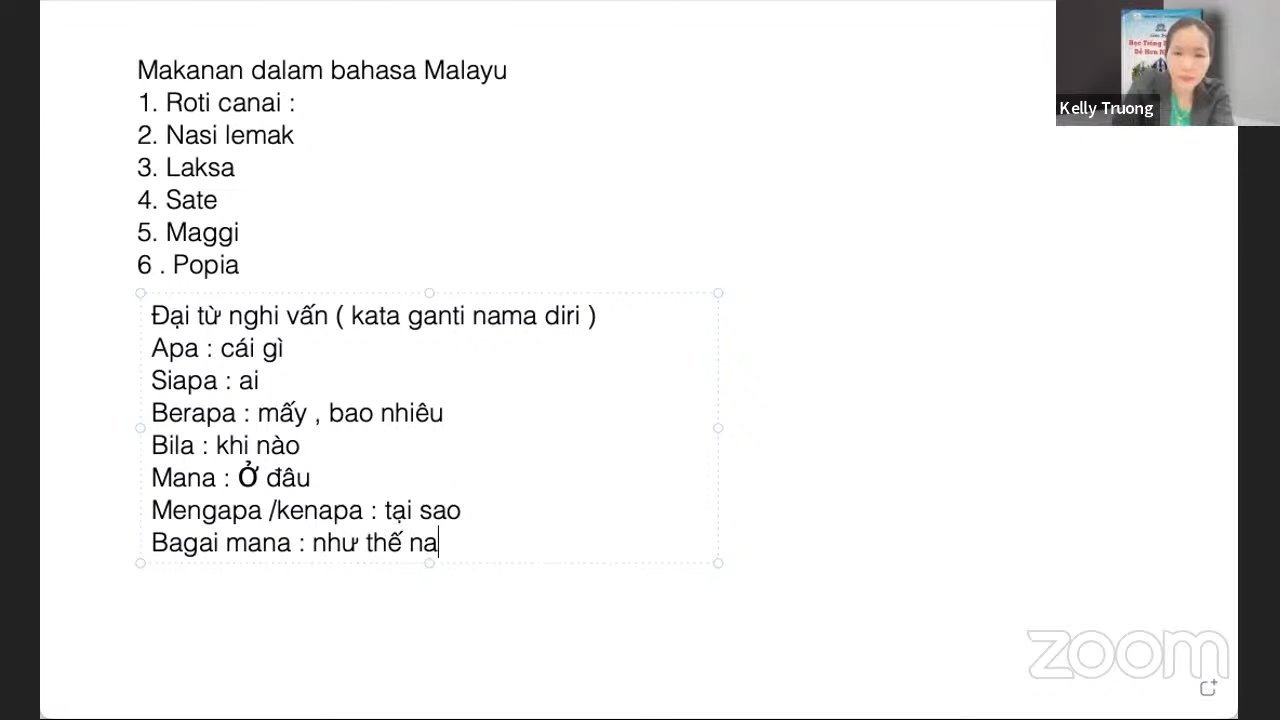 Makanan dalam bahasa Malayu
1. Roti canai :
2. Nasi lemak
3. Laksa
4. Sate
5. Maggi
6 . Popia
Đại từ nghi vấn ( kata ganti nama diri )
Apa : cái gì
Siapa : ai
Berapa : mấy , bao nhiêu
Bila : khi nào
Mana : Ở đâu
Mengapa /kenapa : tại sao
Bagai mana : như thế na
Kelly Truong
zoom